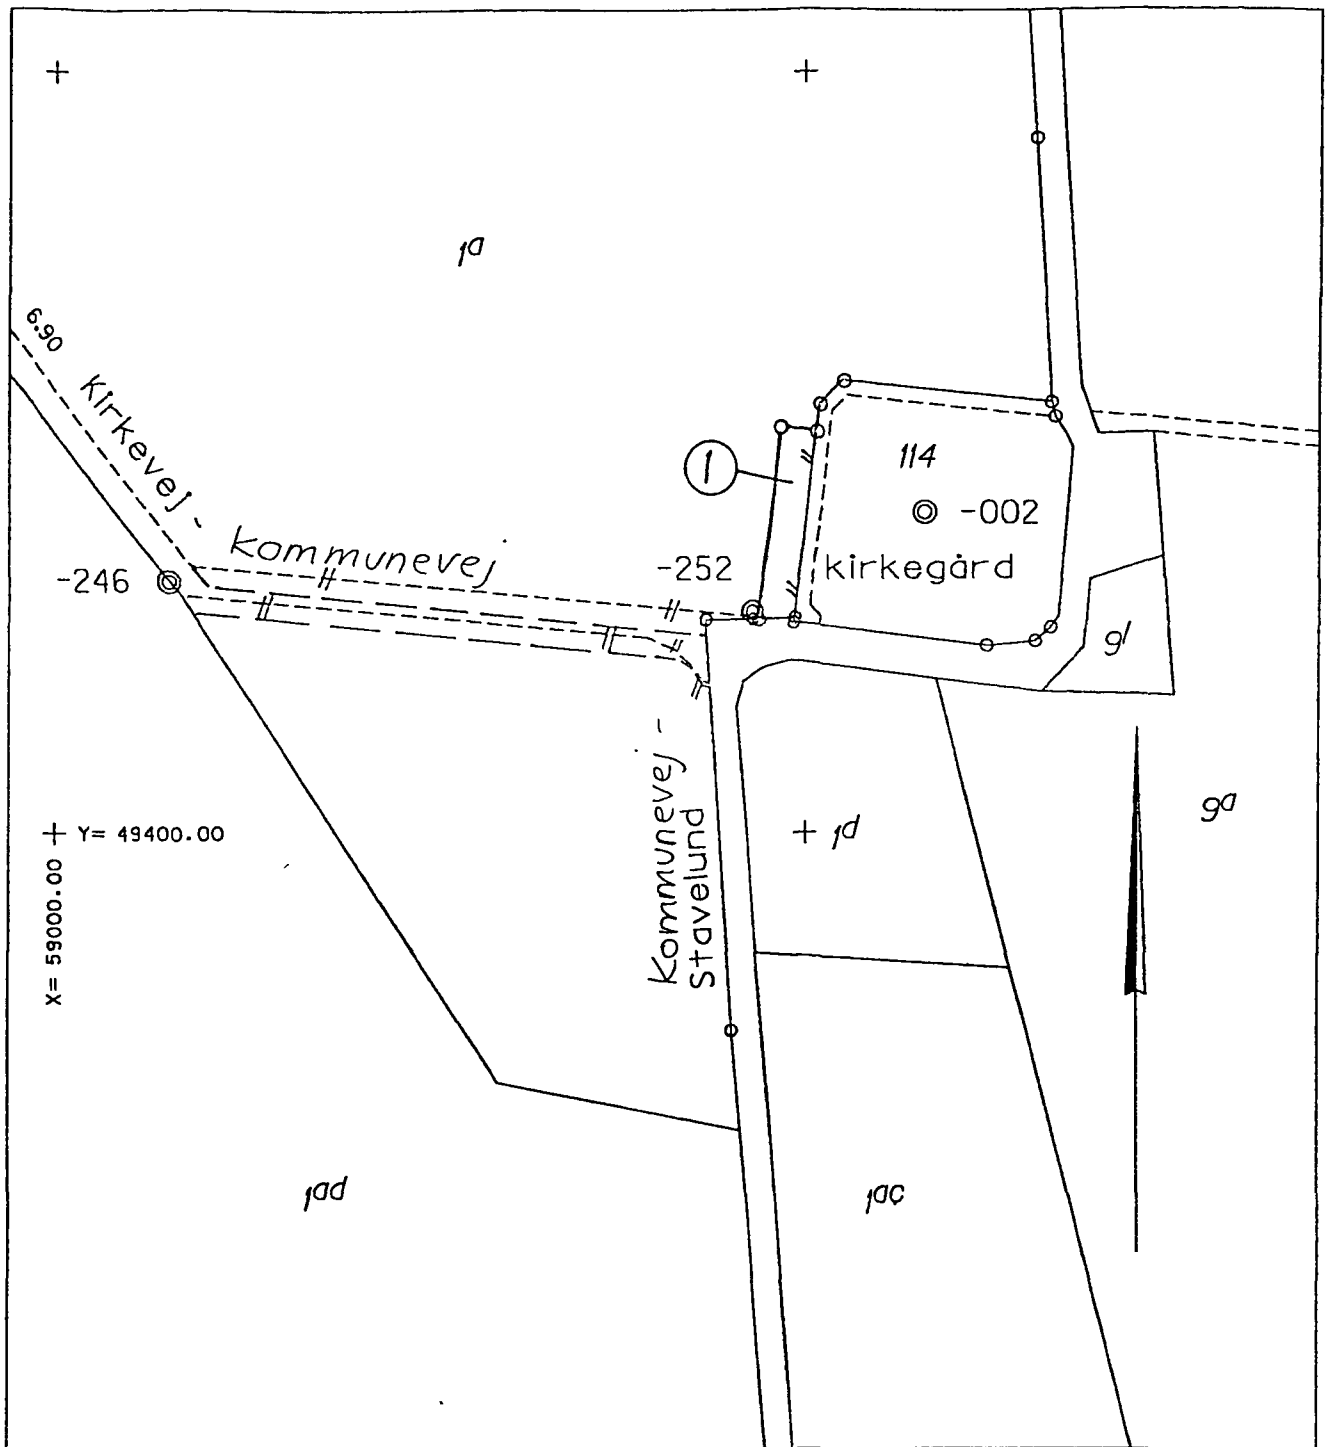 1a
6.90
Kirkevej -
Kommunevej
-246
-252
1
114
-002
kirkegård
9l
Kommunevej -
Stavelund
Y= 49400.00
X= 59000.00
1d
9a
1ad
1aç